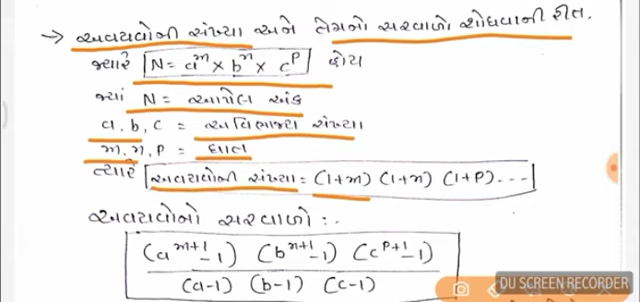 → અવયવોની સંખ્યા અને તેમનો સરવાળો શોધવાની રીત.
જ્યારે N = a^m × b^n × c^p હોય
જ્યાં N = આપેલ અંક
a, b, c = અવિભાજ્ય સંખ્યા
m, n, p = ઘાત
ત્યારે અવયવોની સંખ્યા = (1+m) (1+n) (1+p) ...
અવયવોનો સરવાળો :-
(a^{m+1} - 1) (b^{n+1} - 1) (c^{p+1} - 1)
(a-1) (b-1) (c-1)
DU SCREEN RECORDER